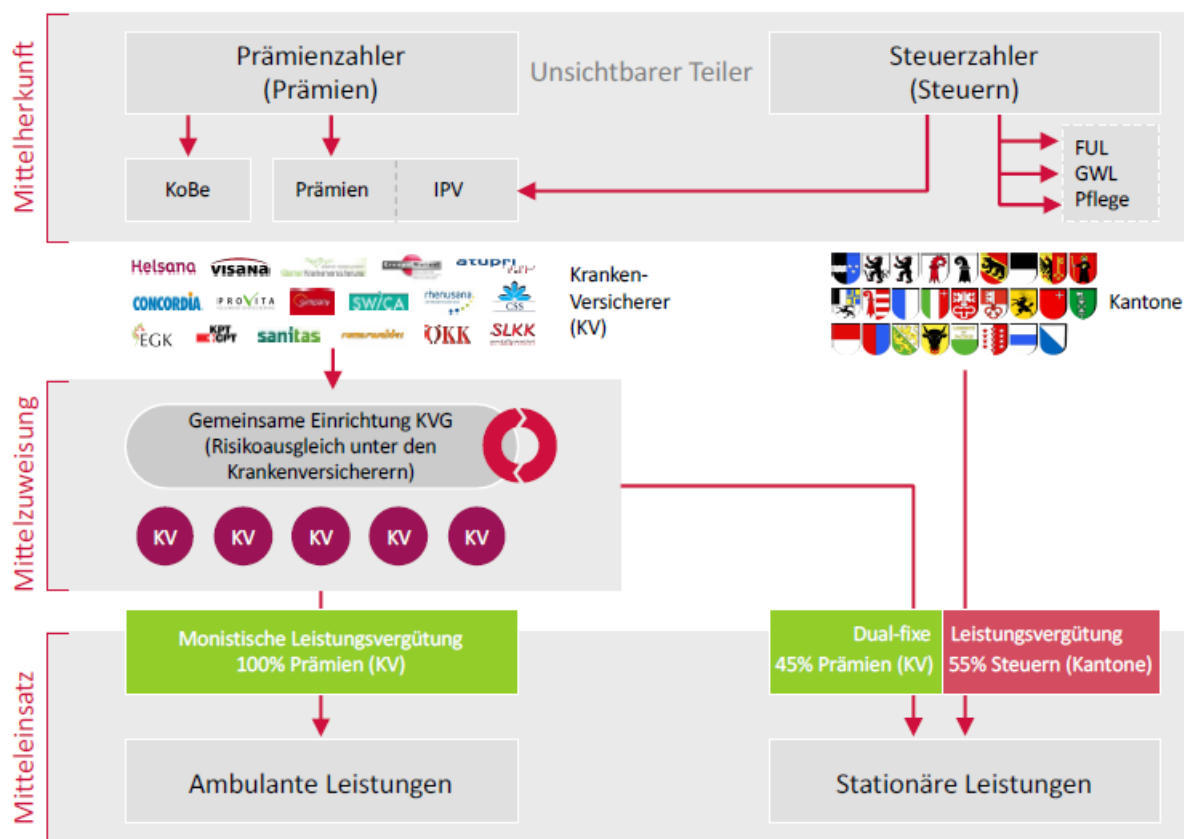 Mittelherkunft
Prämienzahler
(Prämien)
Unsichtbarer Teiler
Steuerzahler
(Steuern)
KoBe
Prämien
IPV
FUL
GWL
Pflege
Helsana
VISANA
atupri
CONCORDIA
PROVITA
SWICA
rhenusana
CSS
EGK
KPT
CPT
sanitas
ÖKK
SLKK
Kranken-
Versicherer
(KV)
Kantone
Mittelzuweisung
Gemeinsame Einrichtung KVG
(Risikoausgleich unter den
Krankenversicherern)
KV
KV
KV
KV
KV
Mitteleinsatz
Monistische Leistungsvergütung
100% Prämien (KV)
Dual-fixe
45% Prämien (KV)
Leistungsvergütung
55% Steuern (Kantone)
Ambulante Leistungen
Stationäre Leistungen